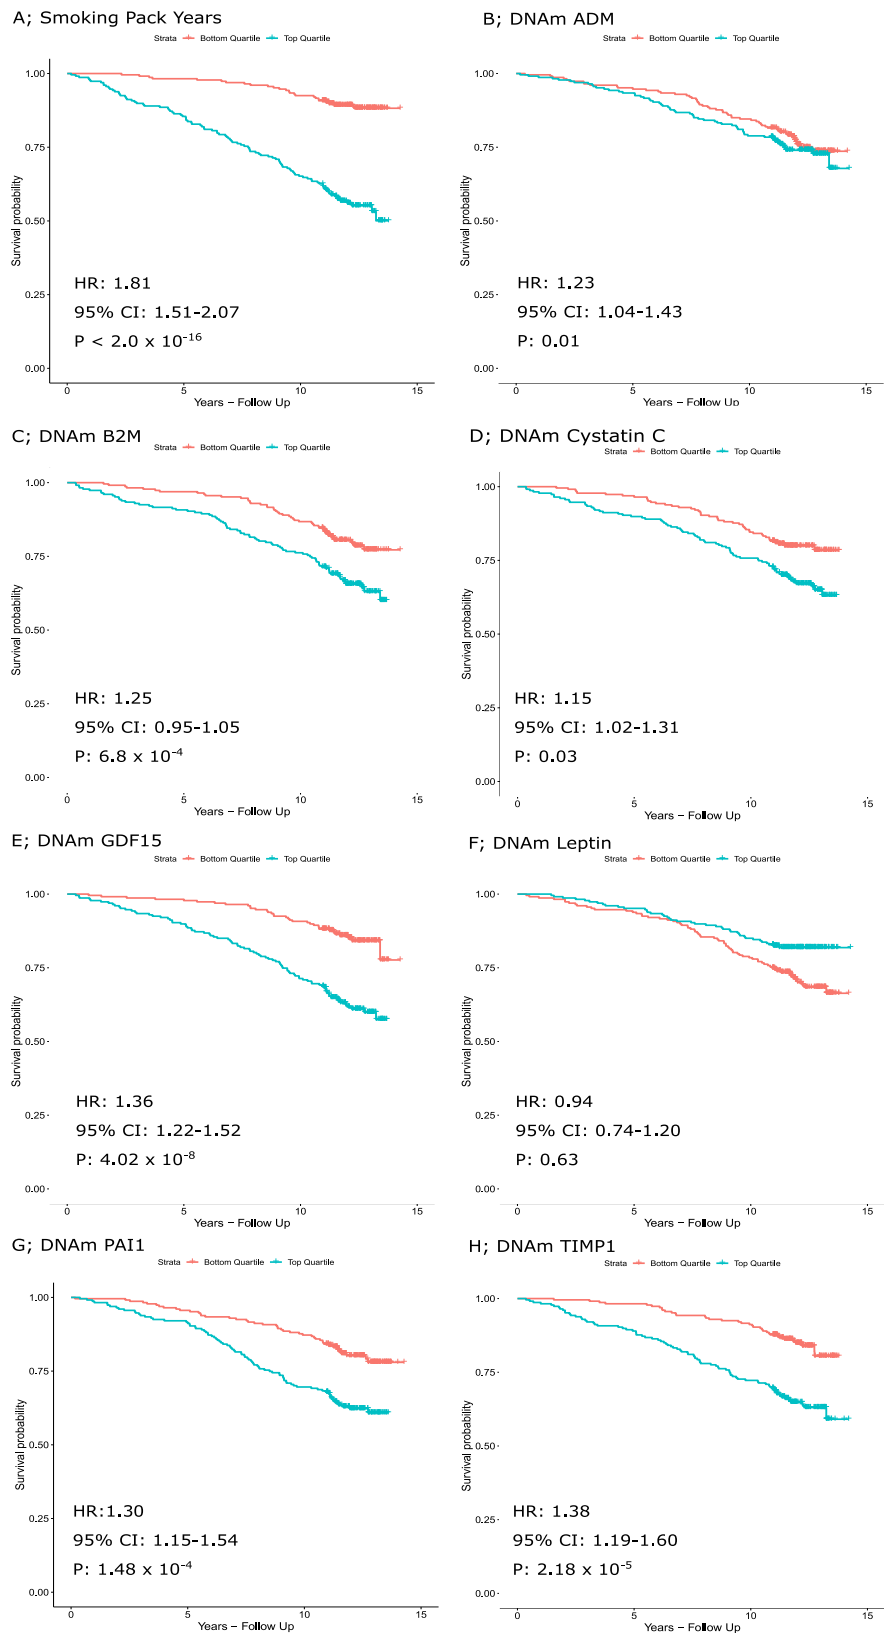 A; Smoking Pack Years
Strata Bottom Quartile Top Quartile
Survival probability
1.00
0.75
0.50
0.25
0.00
HR: 1.81
95% CI: 1.51-2.07
P < 2.0 x 10-16
0 5 10 15
Years – Follow Up
B; DNAm ADM
Strata Bottom Quartile Top Quartile
Survival probability
1.00
0.75
0.50
0.25
0.00
HR: 1.23
95% CI: 1.04-1.43
P: 0.01
0 5 10 15
Years – Follow Up
C; DNAm B2M
Strata Bottom Quartile Top Quartile
Survival probability
1.00
0.75
0.50
0.25
0.00
HR: 1.25
95% CI: 0.95-1.05
P: 6.8 x 10-4
0 5 10 15
Years – Follow Up
D; DNAm Cystatin C
Strata Bottom Quartile Top Quartile
Survival probability
1.00
0.75
0.50
0.25
0.00
HR: 1.15
95% CI: 1.02-1.31
P: 0.03
0 5 10 15
Years – Follow Up
E; DNAm GDF15
Strata Bottom Quartile Top Quartile
Survival probability
1.00
0.75
0.50
0.25
0.00
HR: 1.36
95% CI: 1.22-1.52
P: 4.02 x 10-8
0 5 10 15
Years – Follow Up
F; DNAm Leptin
Strata Bottom Quartile Top Quartile
Survival probability
1.00
0.75
0.50
0.25
0.00
HR: 0.94
95% CI: 0.74-1.20
P: 0.63
0 5 10 15
Years – Follow Up
G; DNAm PAI1
Strata Bottom Quartile Top Quartile
Survival probability
1.00
0.75
0.50
0.25
0.00
HR:1.30
95% CI: 1.15-1.54
P: 1.48 x 10-4
0 5 10 15
Years – Follow Up
H; DNAm TIMP1
Strata Bottom Quartile Top Quartile
Survival probability
1.00
0.75
0.50
0.25
0.00
HR: 1.38
95% CI: 1.19-1.60
P: 2.18 x 10-5
0 5 10 15
Years – Follow Up